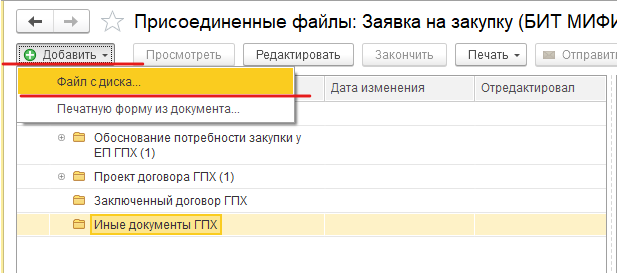 Присоединенные файлы: Заявка на закупку (БИТ МИФИ
Добавить Просмотреть Редактировать Закончить Печать Отправить
Файл с диска...
Дата изменения Отредактировал
Печатную форму из документа...
Обоснование потребности закупки у
ЕП ГПХ (1)
Проект договора ГПХ (1)
Заключенный договор ГПХ
Иные документы ГПХ